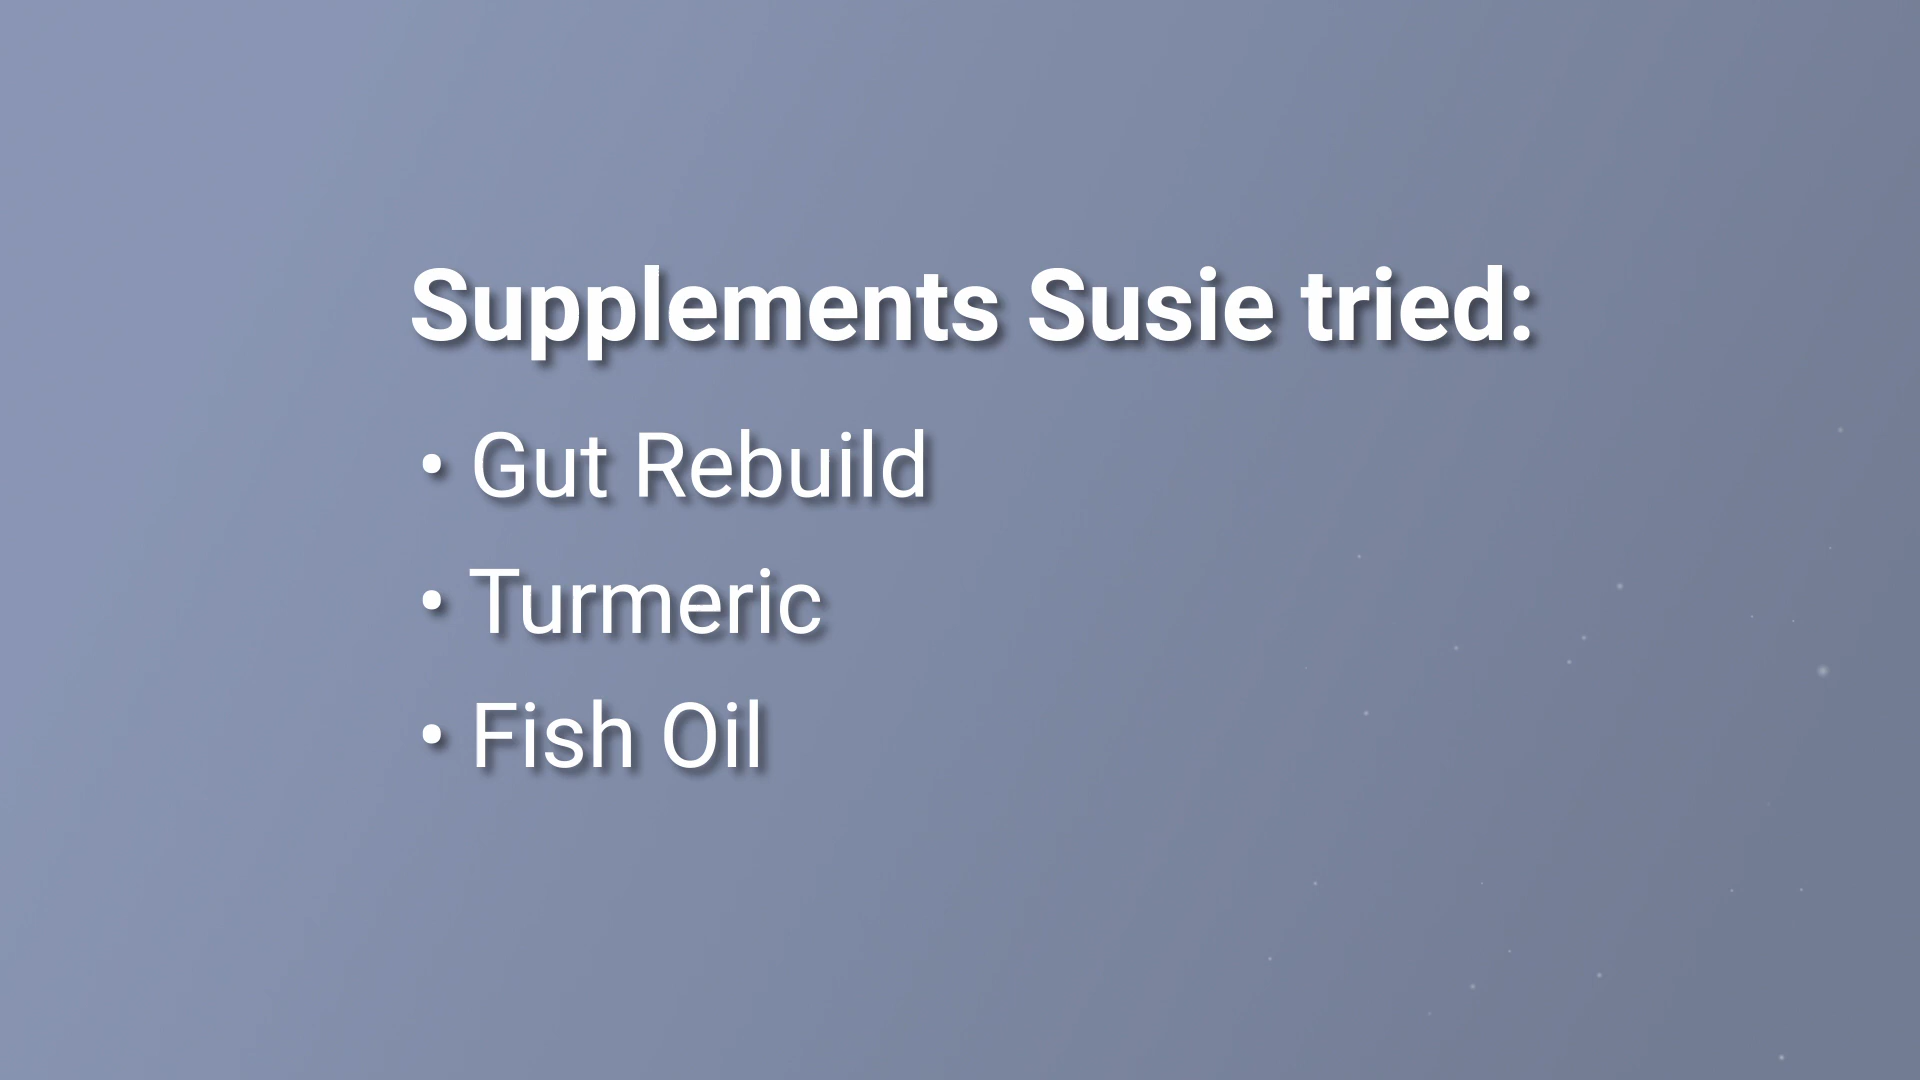 Supplements Susie tried:
• Gut Rebuild
• Turmeric
• Fish Oil